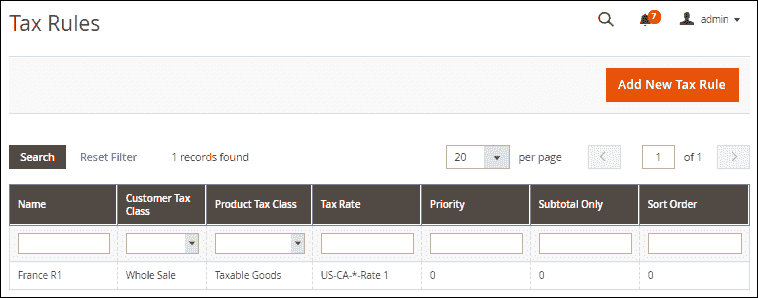 Tax Rules
7
admin
Add New Tax Rule
Search Reset Filter 1 records found 20 per page 1 of 1
Name Customer Tax Class Product Tax Class Tax Rate Priority Subtotal Only Sort Order
France R1 Whole Sale Taxable Goods US-CA-*-Rate 1 0 0 0